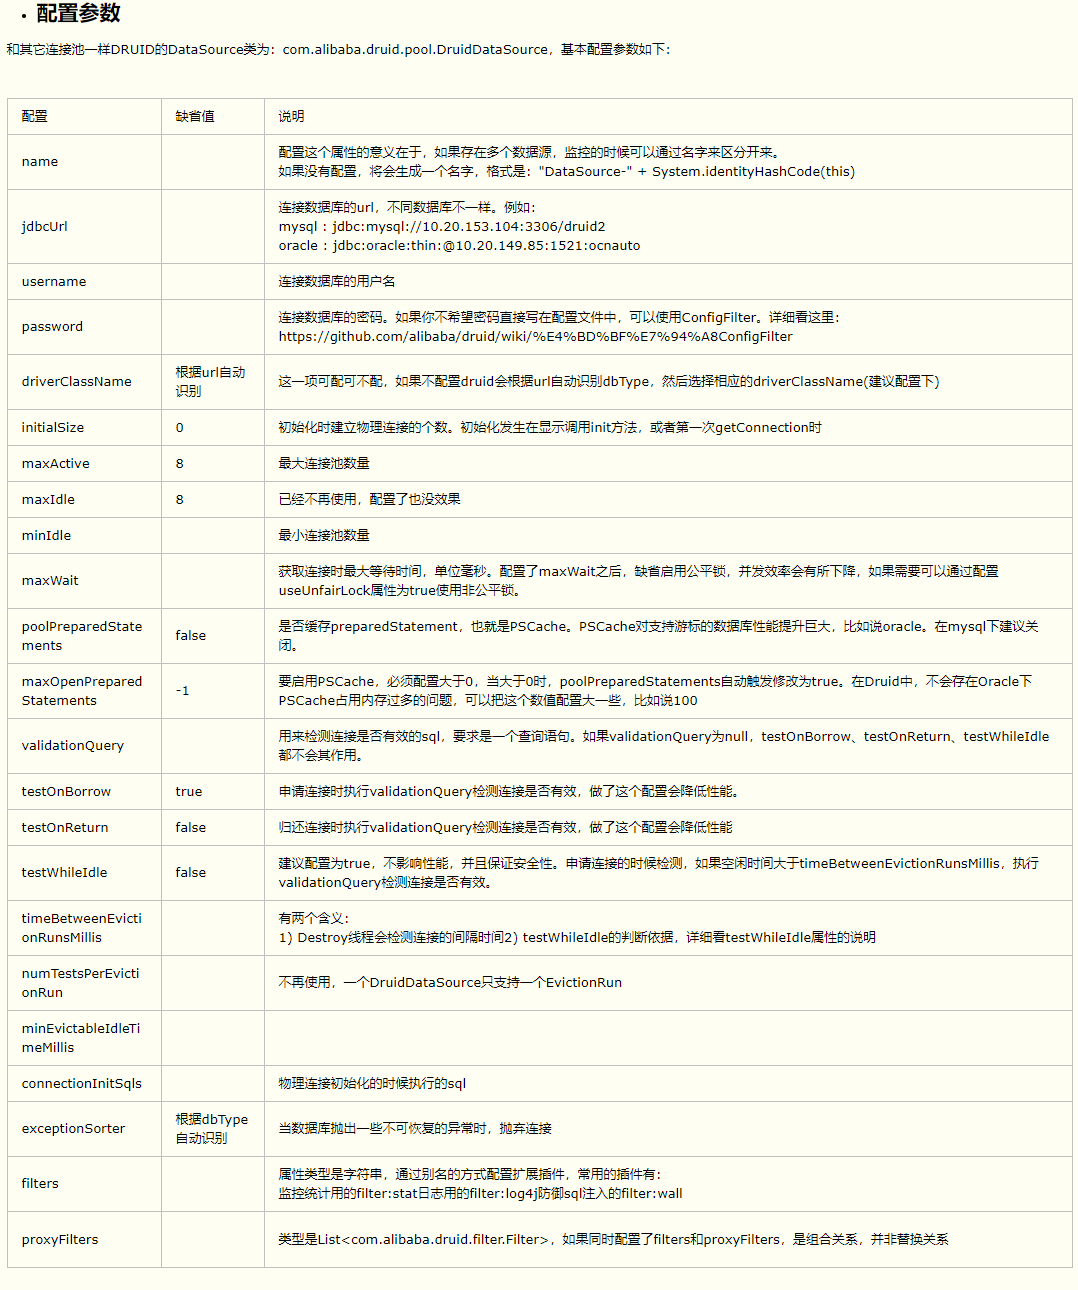 • 配置参数
和其它连接池一样DRUID的DataSource类为：com.alibaba.druid.pool.DruidDataSource，基本配置参数如下：
配置 缺省值 说明
name
配置这个属性的意义在于，如果存在多个数据源，监控的时候可以通过名字来区分开来。
如果没有配置，将会生成一个名字，格式是："DataSource-" + System.identityHashCode(this)
jdbcUrl
连接数据库的url，不同数据库不一样。例如：
mysql : jdbc:mysql://10.20.153.104:3306/druid2
oracle : jdbc:oracle:thin:@10.20.149.85:1521:ocnauto
username 连接数据库的用户名
password
连接数据库的密码。如果你不希望密码直接写在配置文件中，可以使用ConfigFilter。详细看这里：
https://github.com/alibaba/druid/wiki/%E4%BD%BF%E7%94%A8ConfigFilter
driverClassName
根据url自动
识别
这一项可配可不配，如果不配置druid会根据url自动识别dbType，然后选择相应的driverClassName(建议配置下)
initialSize 0 初始化时建立物理连接的个数。初始化发生在显示调用init方法，或者第一次getConnection时
maxActive 8 最大连接池数量
maxIdle 8 已经不再使用，配置了也没效果
minIdle 最小连接池数量
maxWait
获取连接时最大等待时间，单位毫秒。配置了maxWait之后，缺省启用公平锁，并发效率会有所下降，如果需要可以通过配置
useUnfairLock属性为true使用非公平锁。
poolPreparedState
ments
false
是否缓存preparedStatement，也就是PSCache。PSCache对支持游标的数据库性能提升巨大，比如说oracle。在mysql下建议关
闭。
maxOpenPrepared
Statements
-1
要启用PSCache，必须配置大于0，当大于0时，poolPreparedStatements自动触发修改为true。在Druid中，不会存在Oracle下
PSCache占用内存过多的问题，可以把这个数值配置大一些，比如说100
validationQuery
用来检测连接是否有效的sql，要求是一个查询语句。如果validationQuery为null，testOnBorrow、testOnReturn、testWhileIdle
都不会其作用。
testOnBorrow true 申请连接时执行validationQuery检测连接是否有效，做了这个配置会降低性能。
testOnReturn false 归还连接时执行validationQuery检测连接是否有效，做了这个配置会降低性能
testWhileIdle false
建议配置为true，不影响性能，并且保证安全性。申请连接的时候检测，如果空闲时间大于timeBetweenEvictionRunsMillis，执行
validationQuery检测连接是否有效。
timeBetweenEvicti
onRunsMillis
有两个含义：
1) Destroy线程会检测连接的间隔时间2) testWhileIdle的判断依据，详细看testWhileIdle属性的说明
numTestsPerEvicti
onRun
不再使用，一个DruidDataSource只支持一个EvictionRun
minEvictableIdleTi
meMillis
connectionInitSqls 物理连接初始化的时候执行的sql
exceptionSorter
根据dbType
自动识别
当数据库抛出一些不可恢复的异常时，抛弃连接
filters
属性类型是字符串，通过别名的方式配置扩展插件，常用的插件有：
监控统计用的filter:stat日志用的filter:log4j防御sql注入的filter:wall
proxyFilters 类型是List<com.alibaba.druid.filter.Filter>，如果同时配置了filters和proxyFilters，是组合关系，并非替换关系